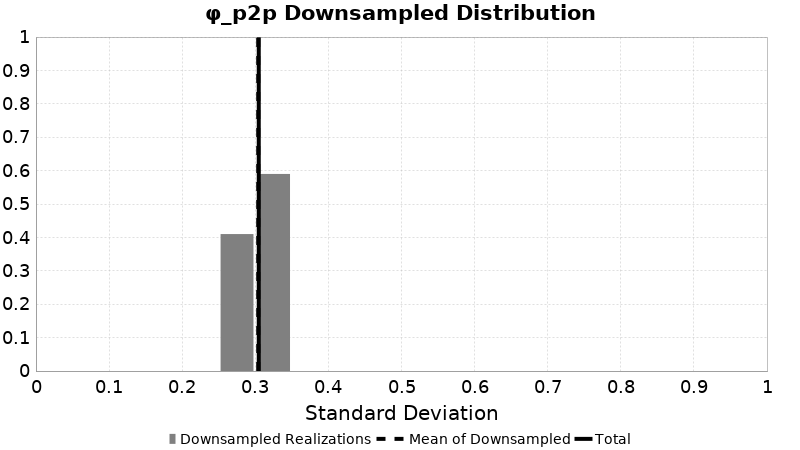 φ_p2p Downsampled Distribution
1
0.9
0.8
0.7
0.6
0.5
0.4
0.3
0.2
0.1
0
0 0.1 0.2 0.3 0.4 0.5 0.6 0.7 0.8 0.9 1
Standard Deviation
Downsampled Realizations Mean of Downsampled Total